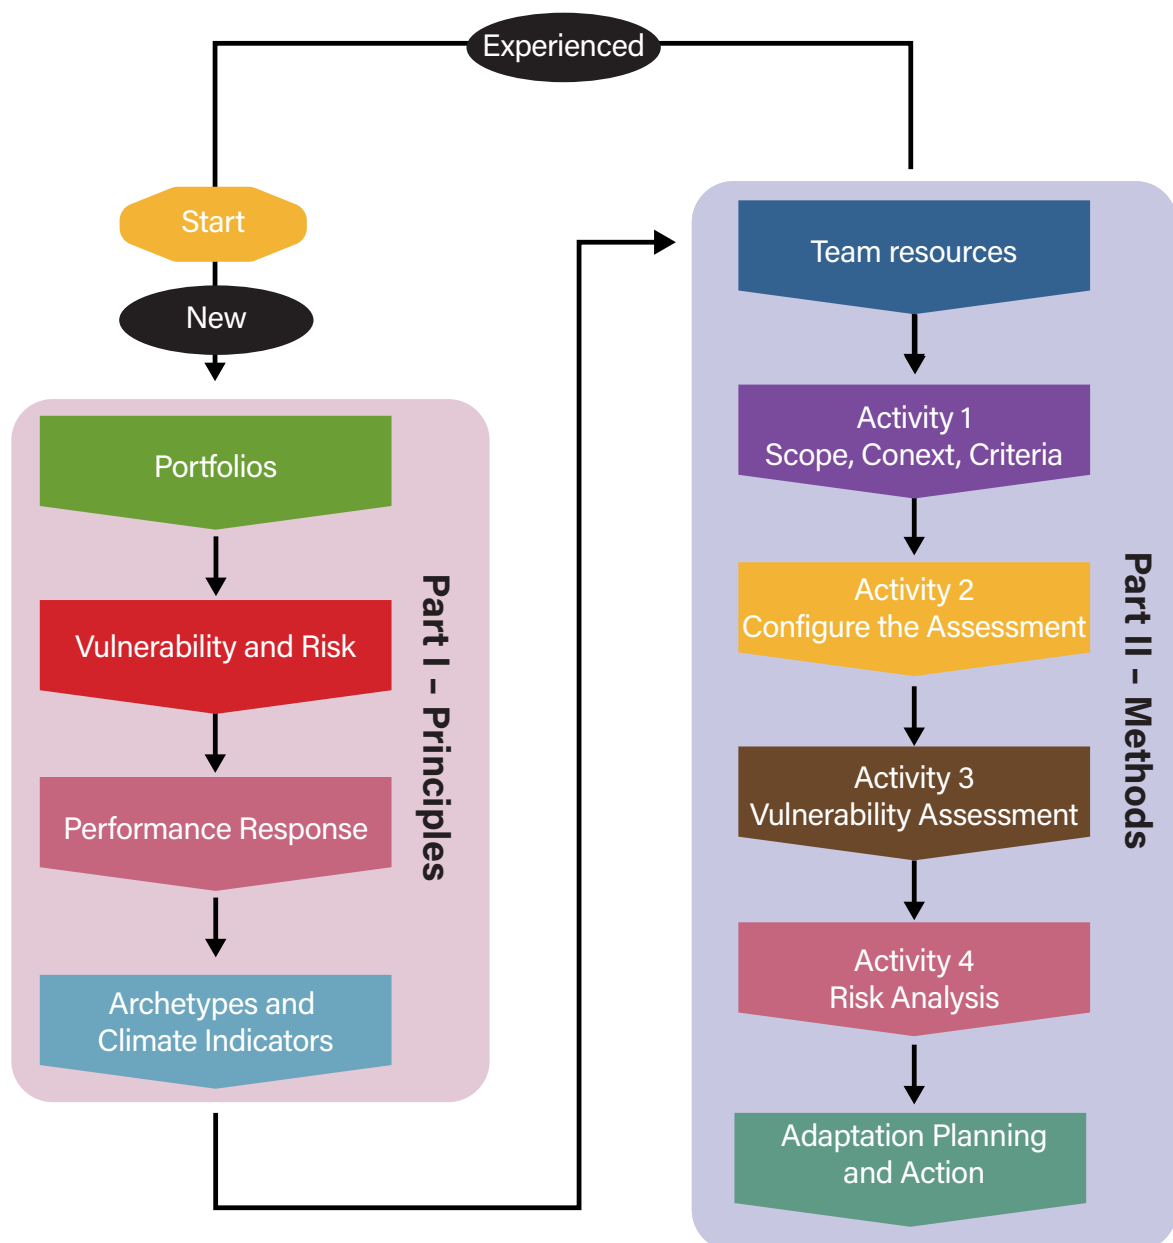 Experienced
Start
New
Portfolios
Vulnerability and Risk
Performance Response
Archetypes and
Climate Indicators
Part I – Principles
Team resources
Activity 1
Scope, Conext, Criteria
Activity 2
Configure the Assessment
Activity 3
Vulnerability Assessment
Activity 4
Risk Analysis
Adaptation Planning
and Action
Part II – Methods